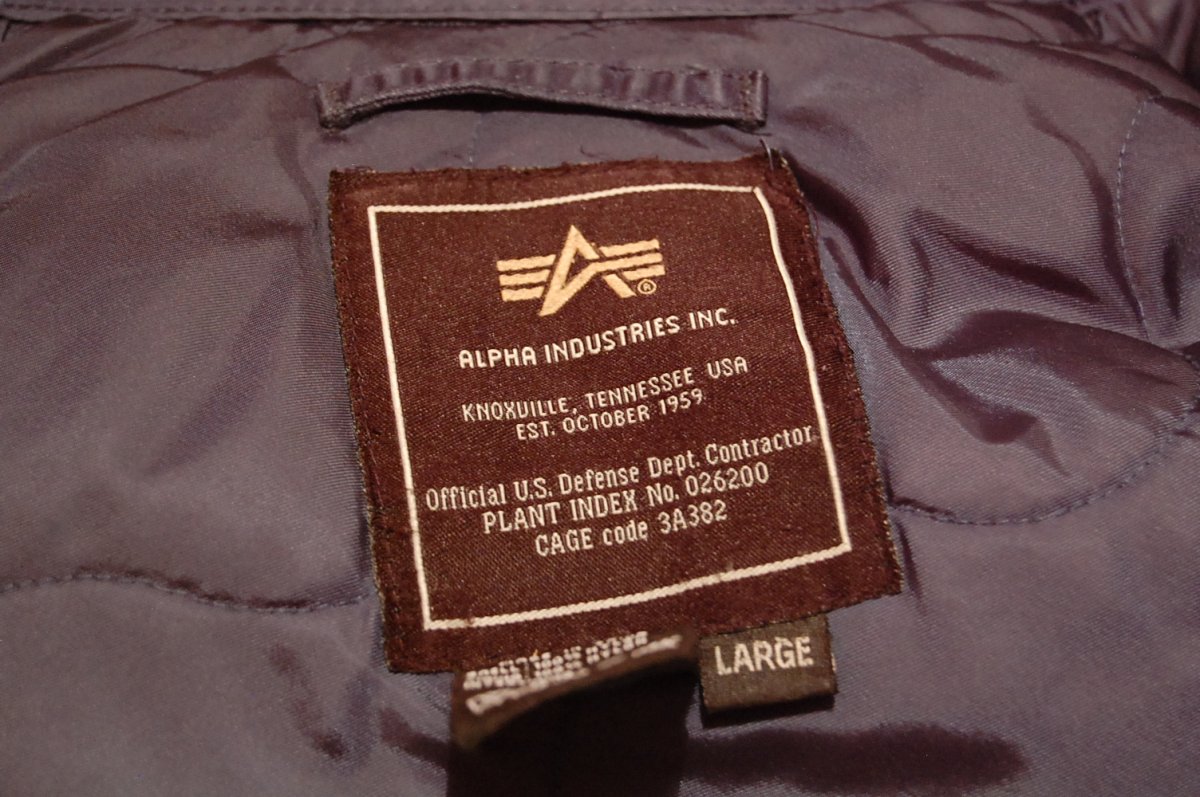 ®
ALPHA INDUSTRIES INC.
KNOXVILLE, TENNESSEE USA
EST. OCTOBER 1959
Official U.S. Defense Dept. Contractor
PLANT INDEX No. 026200
CAGE code 3A382
LARGE